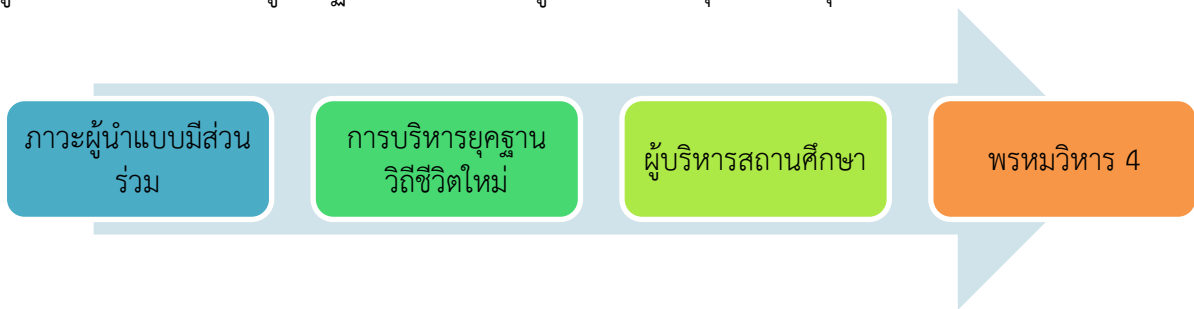 ภาวะผู้นำแบบมีส่วน
ร่วม
การบริหารยุคฐาน
วิถีชีวิตใหม่
ผู้บริหารสถานศึกษา
พรหมวิหาร 4